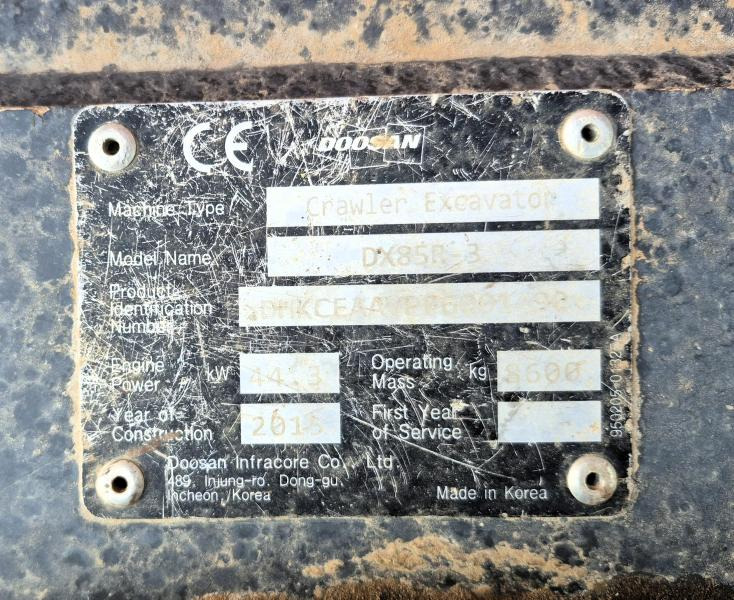 CE DOOSAN
Machine Type Crawler Excavator
Model Name DX85R-3
Product
Identification
Number
Engine
Power kW 44.3
Operating
Mass kg 8600
Year of
Construction 2015
First Year
of Service
Doosan Infracore Co., Ltd.
489, Injung-ro, Dong-gu,
Incheon, Korea
Made in Korea